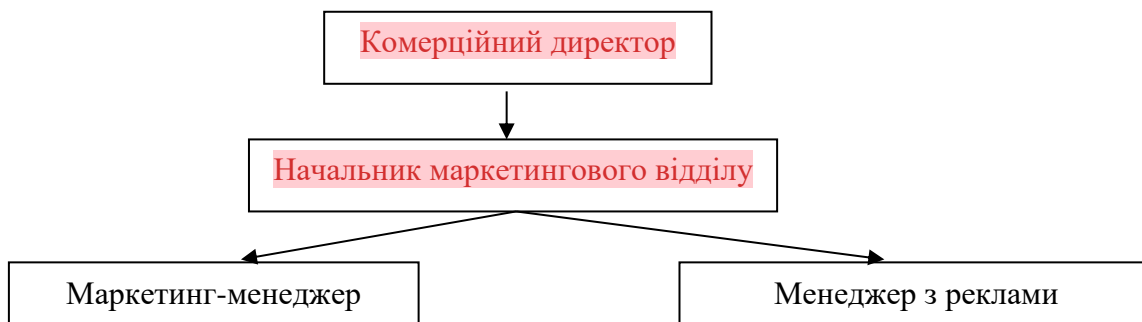 Комерційний директор
Начальник маркетингового відділу
Маркетинг-менеджер
Менеджер з реклами